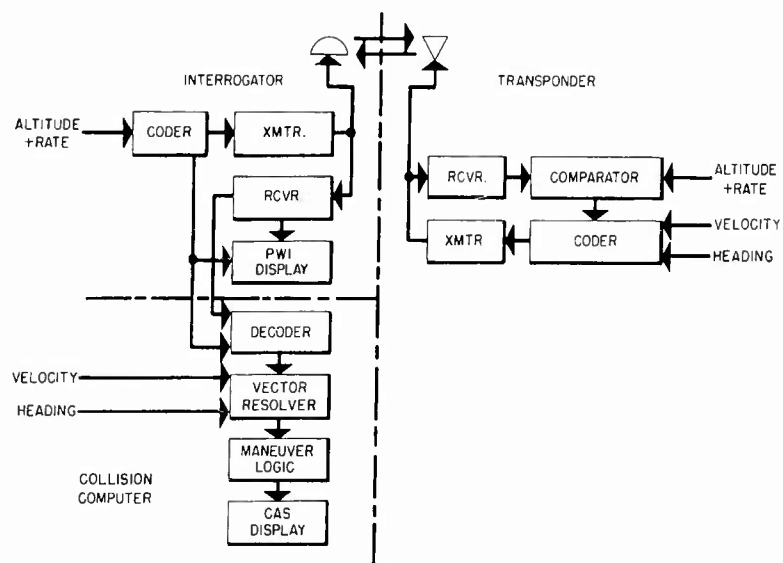 INTERROGATOR
TRANSPONDER
ALTITUDE
+RATE
CODER
XMTR.
RCVR
PWI
DISPLAY
RCVR.
COMPARATOR
ALTITUDE
+RATE
XMTR
CODER
VELOCITY
HEADING
DECODER
VELOCITY
HEADING
VECTOR
RESOLVER
MANEUVER
LOGIC
COLLISION
COMPUTER
CAS
DISPLAY